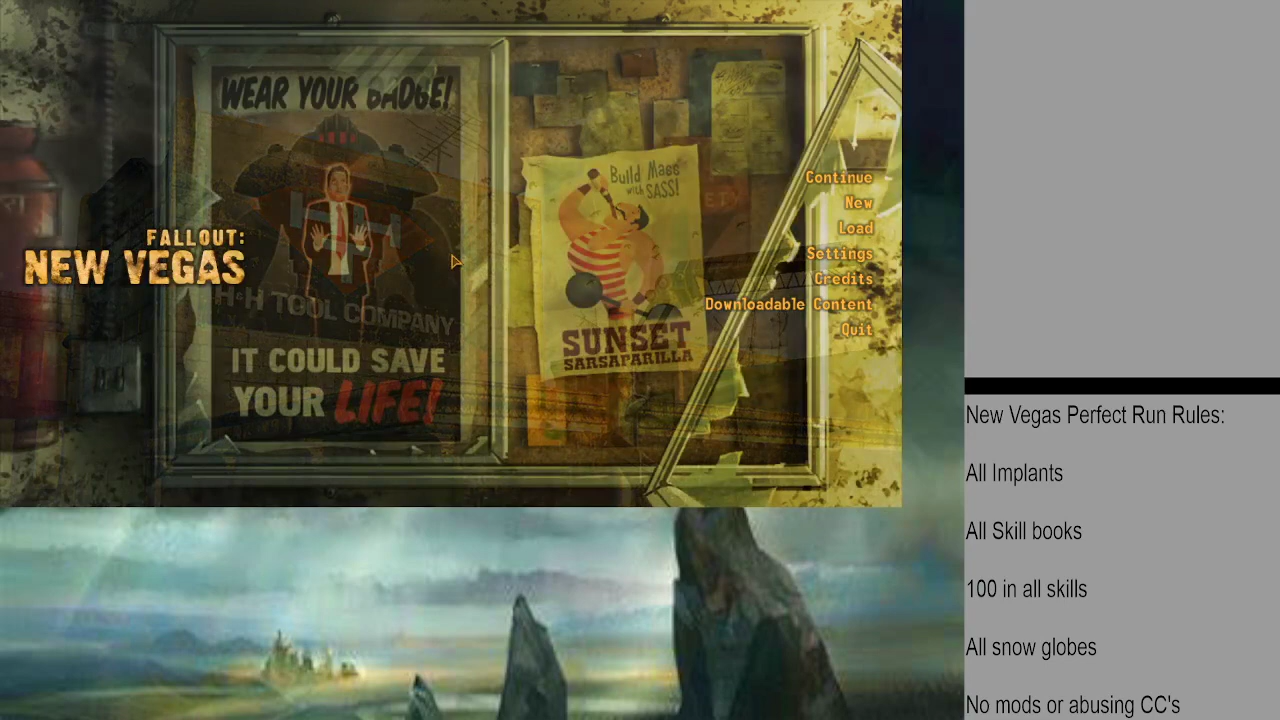 WEAR YOUR BADGE!
H&H TOOL COMPANY
IT COULD SAVE
YOUR LIFE!
Build Mass
with SASS!
SUNSET
SARSAPARILLA
FALLOUT:
NEW VEGAS
Continue
New
Load
Settings
Credits
Downloadable Content
Quit
New Vegas Perfect Run Rules:
All Implants
All Skill books
100 in all skills
All snow globes
No mods or abusing CC's